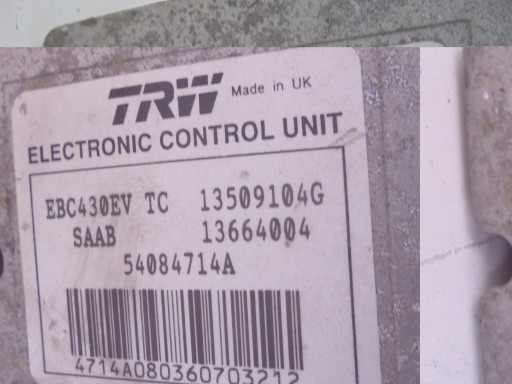 TRW Made in UK
ELECTRONIC CONTROL UNIT
EBC430EV TC 13509104G
SAAB 13664004
54084714A
4714A080360703212